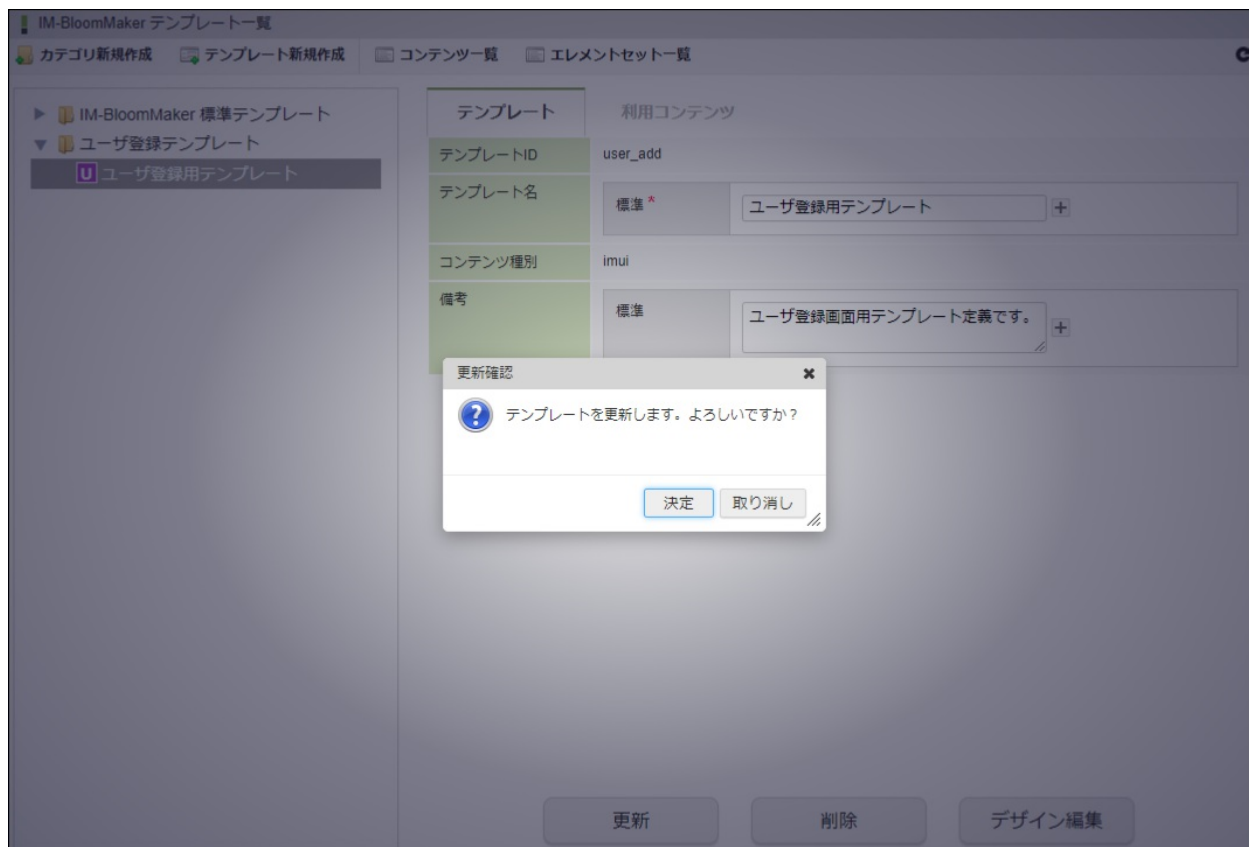 IM-BloomMaker テンプレート一覧
カテゴリ新規作成 テンプレート新規作成 コンテンツ一覧 エレメントセット一覧
IM-BloomMaker 標準テンプレート
ユーザ登録テンプレート
U ユーザ登録用テンプレート
テンプレート 利用コンテンツ
テンプレートID user_add
テンプレート名 標準 * ユーザ登録用テンプレート +
コンテンツ種別 imui
備考 標準 ユーザ登録画面用テンプレート定義です。 +
更新確認
テンプレートを更新します。よろしいですか?
決定 取り消し
更新 削除 デザイン編集